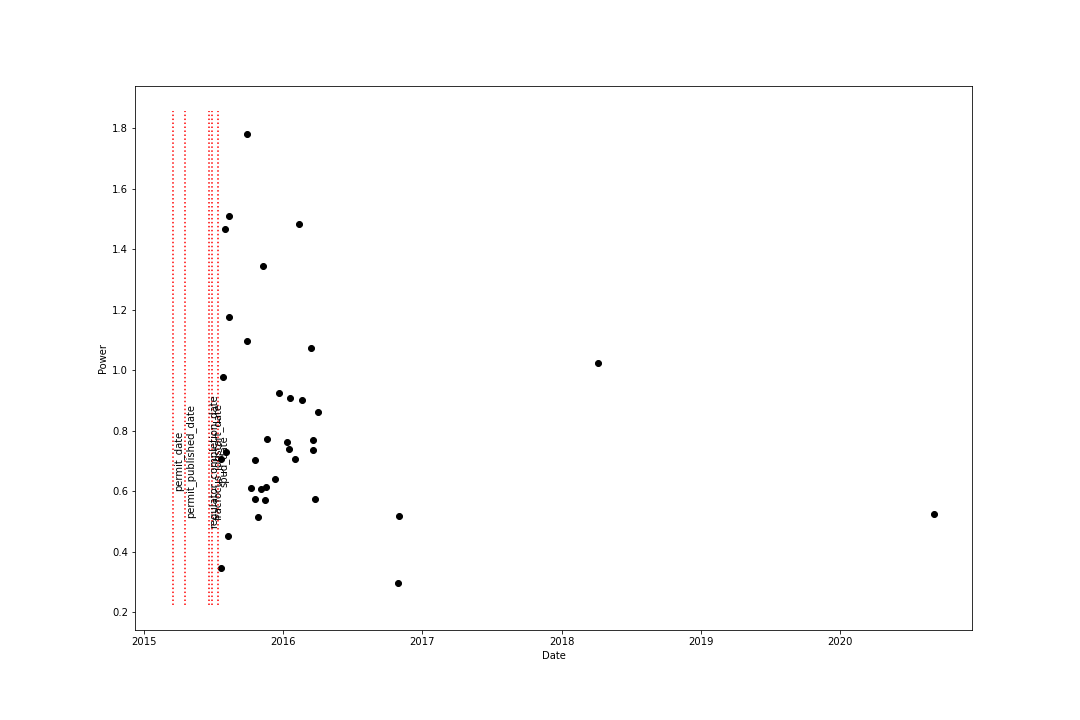 1.8
1.6
1.4
1.2
1.0
0.8
0.6
0.4
0.2
Power
permit_date
permit_published_date
regulator_completion_date
spud_date
2015
2016
2017
2018
2019
2020
Date